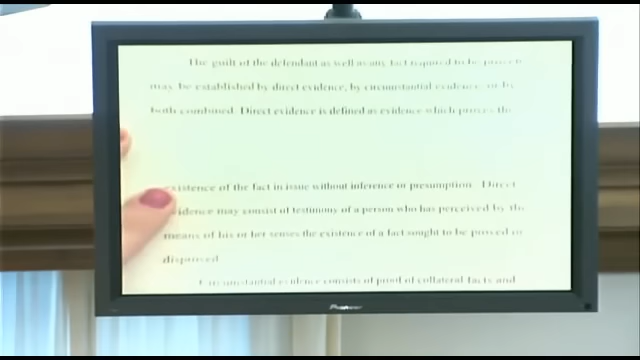 The guilt of the defendant as well as any fact required to be proven
may be established by direct evidence, by circumstantial evidence or by
both combined. Direct evidence is defined as evidence which proves the
existence of the fact in issue without inference or presumption. Direct
evidence may consist of testimony of a person who has perceived by the
means of his or her senses the existence of a fact sought to be proved or
disproved.
Circumstantial evidence consists of proof of collateral facts and
Pioneer